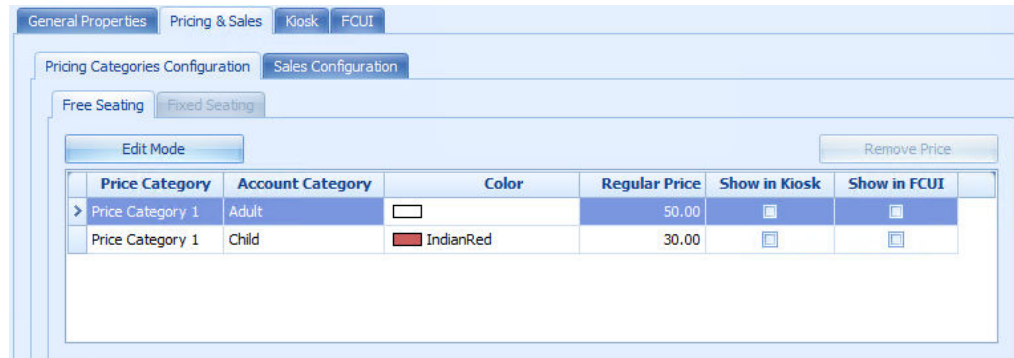 General Properties Pricing & Sales Kiosk FCUI
Pricing Categories Configuration Sales Configuration
Free Seating Fixed Seating
Edit Mode Remove Price
Price Category Account Category Color Regular Price Show in Kiosk Show in FCUI
Price Category 1 Adult 50.00
Price Category 1 Child IndianRed 30.00